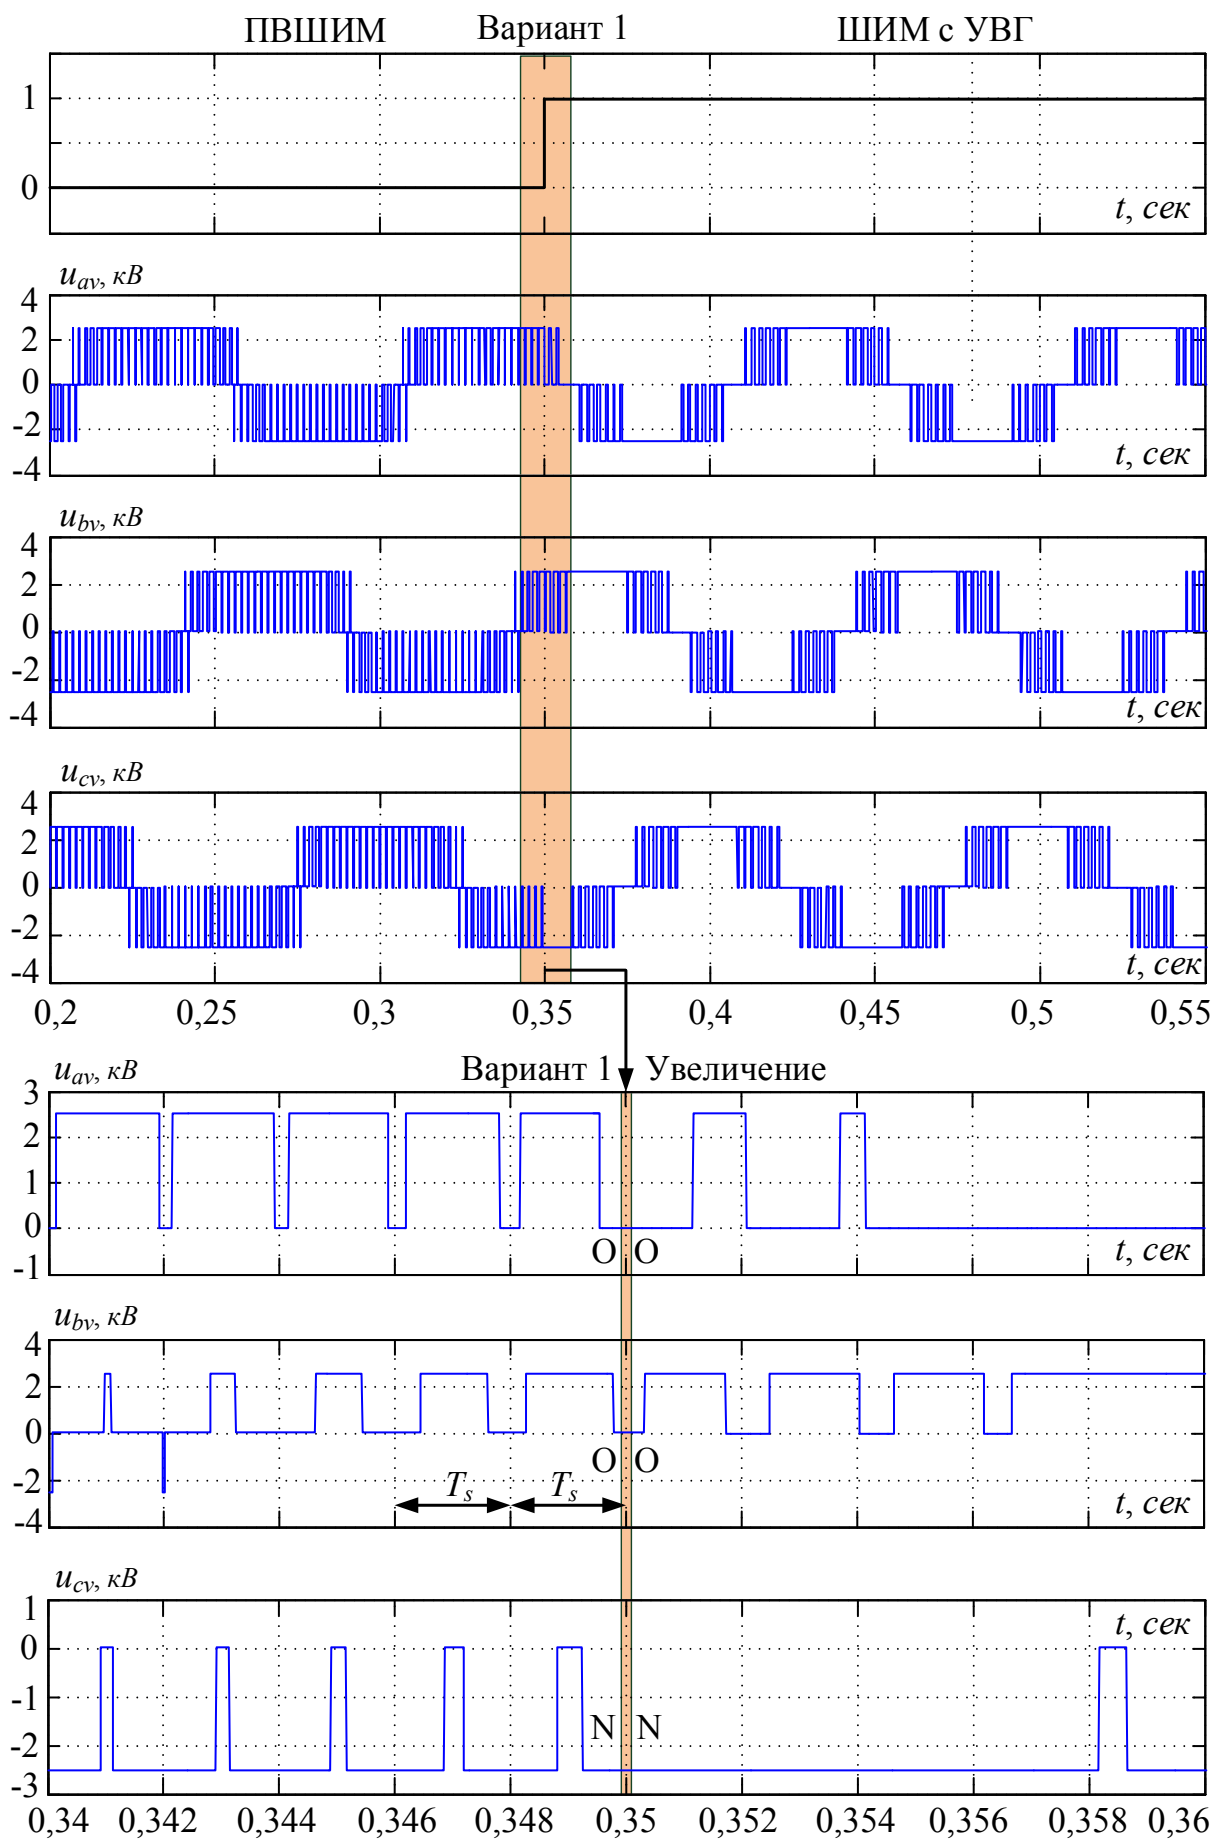 ПВШИМ Вариант 1 ШИМ с УВГ
1
0
t, сек
u_av, кВ
4
2
0
-2
-4
t, сек
u_bv, кВ
4
2
0
-2
-4
t, сек
u_cv, кВ
4
2
0
-2
-4
t, сек
0,2 0,25 0,3 0,35 0,4 0,45 0,5 0,55
u_av, кВ Вариант 1 Увеличение
3
2
1
0
-1
O O
t, сек
u_bv, кВ
4
2
0
-2
-4
O O
T_s T_s
t, сек
u_cv, кВ
1
0
-1
-2
-3
t, сек
N N
0,34 0,342 0,344 0,346 0,348 0,35 0,352 0,354 0,356 0,358 0,36